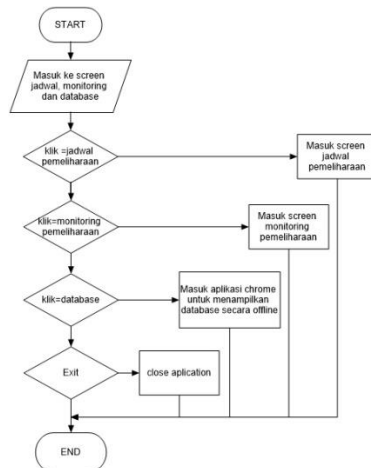 START
Masuk ke screen
jadwal, monitoring
dan database
klik =jadwal
pemeliharaan
Masuk screen
jadwal
pemeliharaan
klik=monitoring
pemeliharaan
Masuk screen
monitoring
pemeliharaan
klik=database
Masuk aplikasi chrome
untuk menampilkan
database secara offline
Exit
close aplication
END